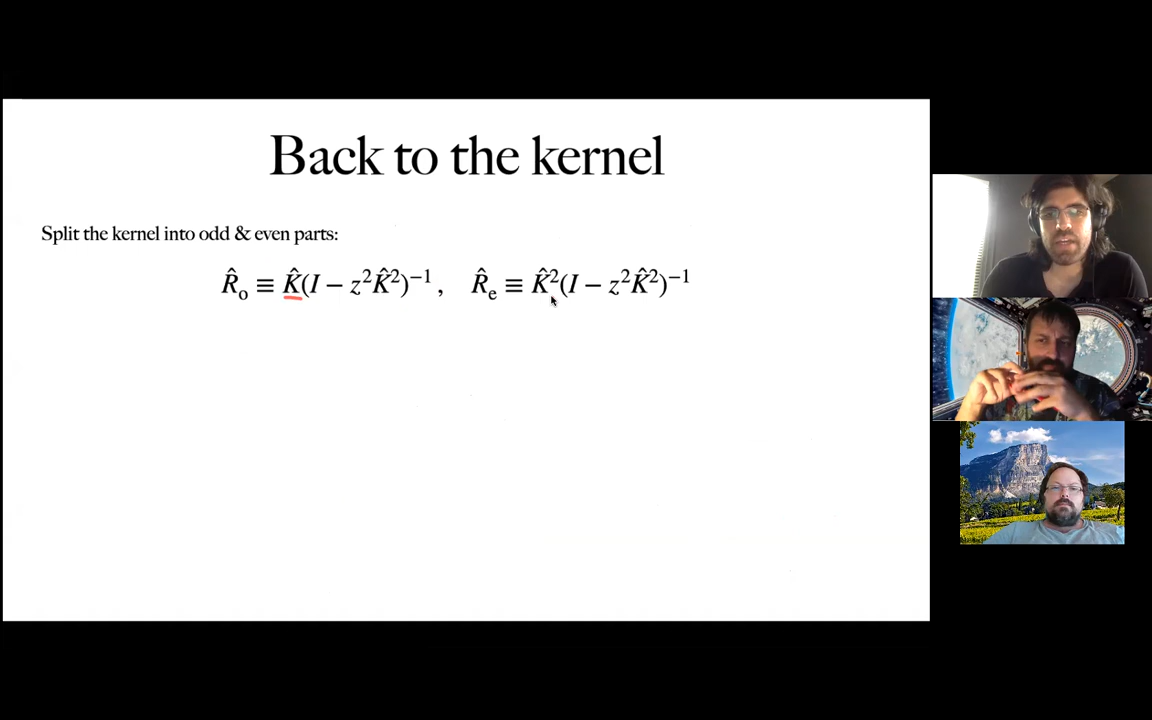 Back to the kernel
Split the kernel into odd & even parts:
R̂ₒ ≡ K̂(I − z²K̂²)⁻¹ , R̂ₑ ≡ K̂²(I − z²K̂²)⁻¹